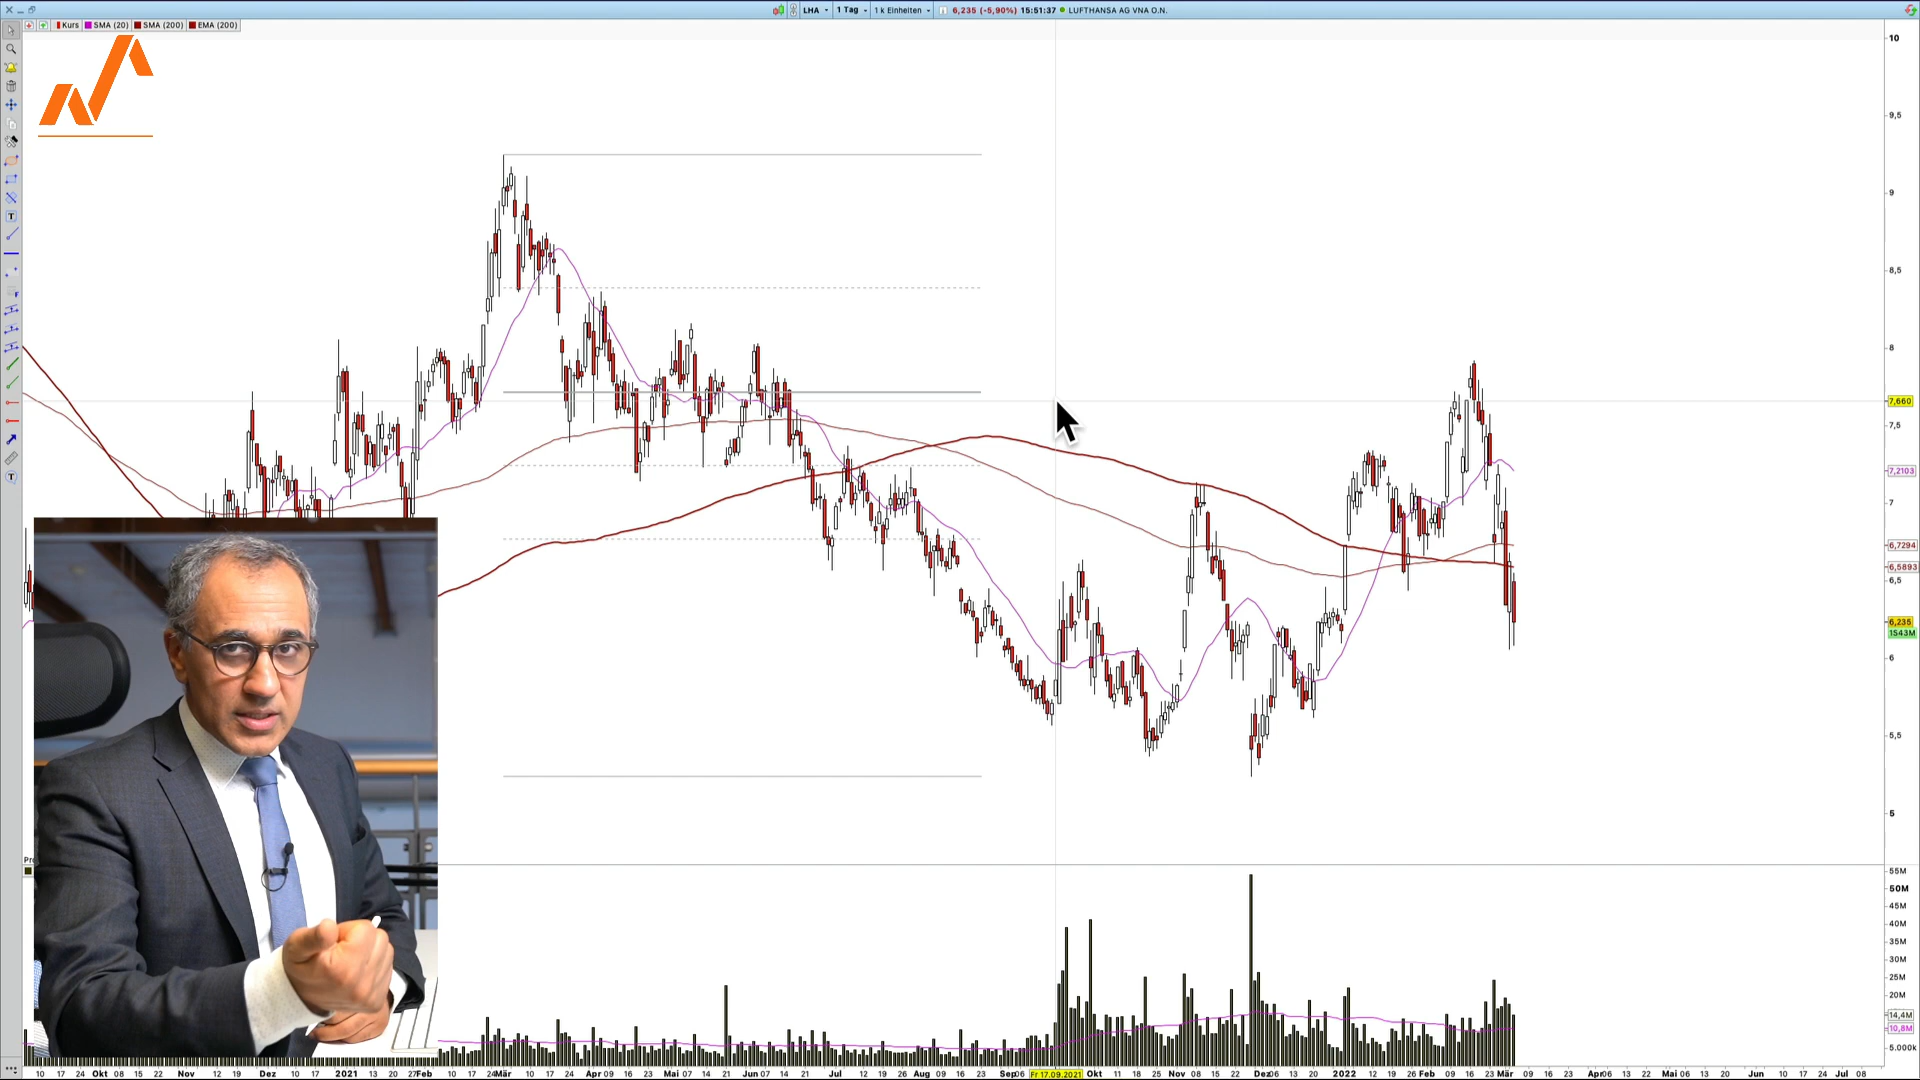 LHA 1 Tag 1 k Einheiten 6,235 (-5,90%) 15:51:37 LUFTHANSA AG VNA O.N.
Kurs SMA (20) SMA (200) EMA (200)
10
9,5
9
8,5
8
7,660
7,5
7,2103
7
6,7294
6,5893
6,5
6,235
1543M
6
5,5
5
55M
50M
45M
40M
35M
30M
25M
20M
14,4M
10,8M
5.000k
10 17 24 Okt 08 15 22 Nov 12 19 Dez 10 17 2021 13 20 27 Feb 10 17 24 Mär 10 17 24 Apr 09 16 23 Mai 07 14 21 Jun 07 14 21 Jul 12 19 26 Aug 09 16 23 Sep 06 Fr 17.09.2021 Okt 11 18 25 Nov 08 15 22 Dez 06 13 20 2022 12 19 26 Feb 09 16 23 Mär 09 16 23 Apr 06 13 22 Mai 06 13 20 Jun 10 17 24 Jul 08